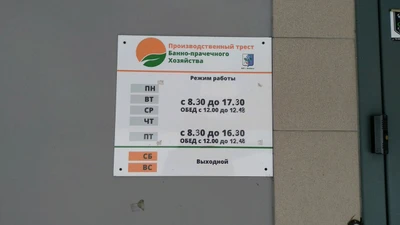 Производственный трест
Банно-прачечного
Хозяйства
Режим работы
ПН
ВТ
СР
ЧТ
с 8.30 до 17.30
ОБЕД с 12.00 до 12.48
ПТ
с 8.30 до 16.30
ОБЕД с 12.00 до 12.48
СБ
ВС
Выходной